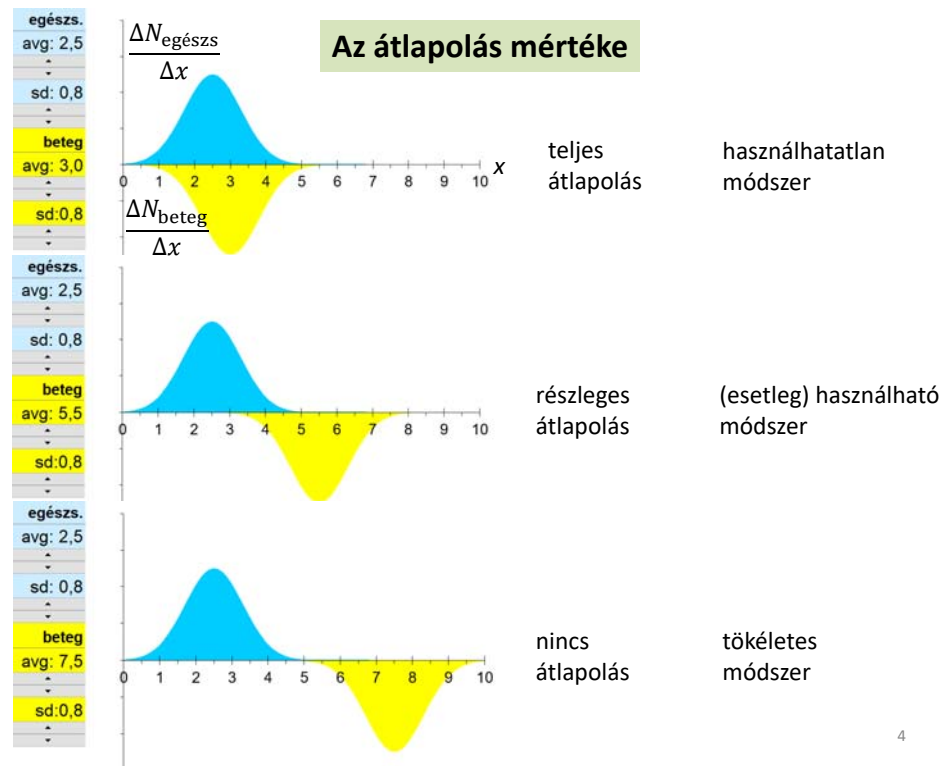 Az átlapolás mértéke
egészs.
avg: 2,5
sd: 0,8
beteg
avg: 3,0
sd:0,8
ΔN_egészs
Δx
0 1 2 3 4 5 6 7 8 9 10 x
ΔN_beteg
Δx
teljes
átlapolás
használhatatlan
módszer
egészs.
avg: 2,5
sd: 0,8
beteg
avg: 5,5
sd:0,8
0 1 2 3 4 5 6 7 8 9 10
részleges
átlapolás
(esetleg) használható
módszer
egészs.
avg: 2,5
sd: 0,8
beteg
avg: 7,5
sd:0,8
0 1 2 3 4 5 6 7 8 9 10
nincs
átlapolás
tökéletes
módszer
4